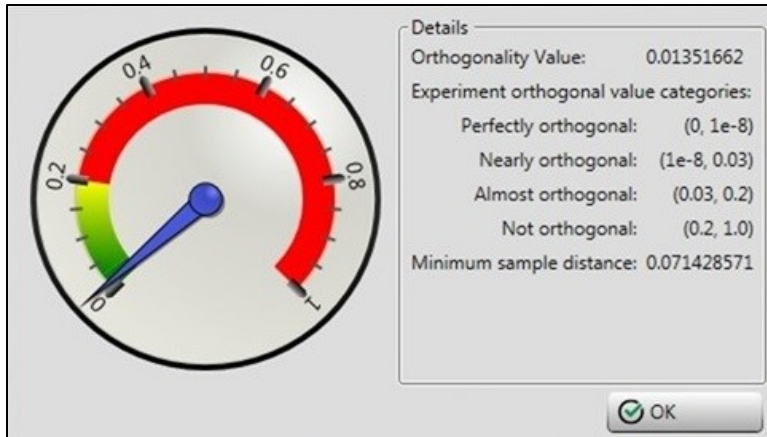 0
0.2
0.4
0.6
0.8
1
Details
Orthogonality Value: 0.01351662
Experiment orthogonal value categories:
Perfectly orthogonal: (0, 1e-8)
Nearly orthogonal: (1e-8, 0.03)
Almost orthogonal: (0.03, 0.2)
Not orthogonal: (0.2, 1.0)
Minimum sample distance: 0.071428571
OK